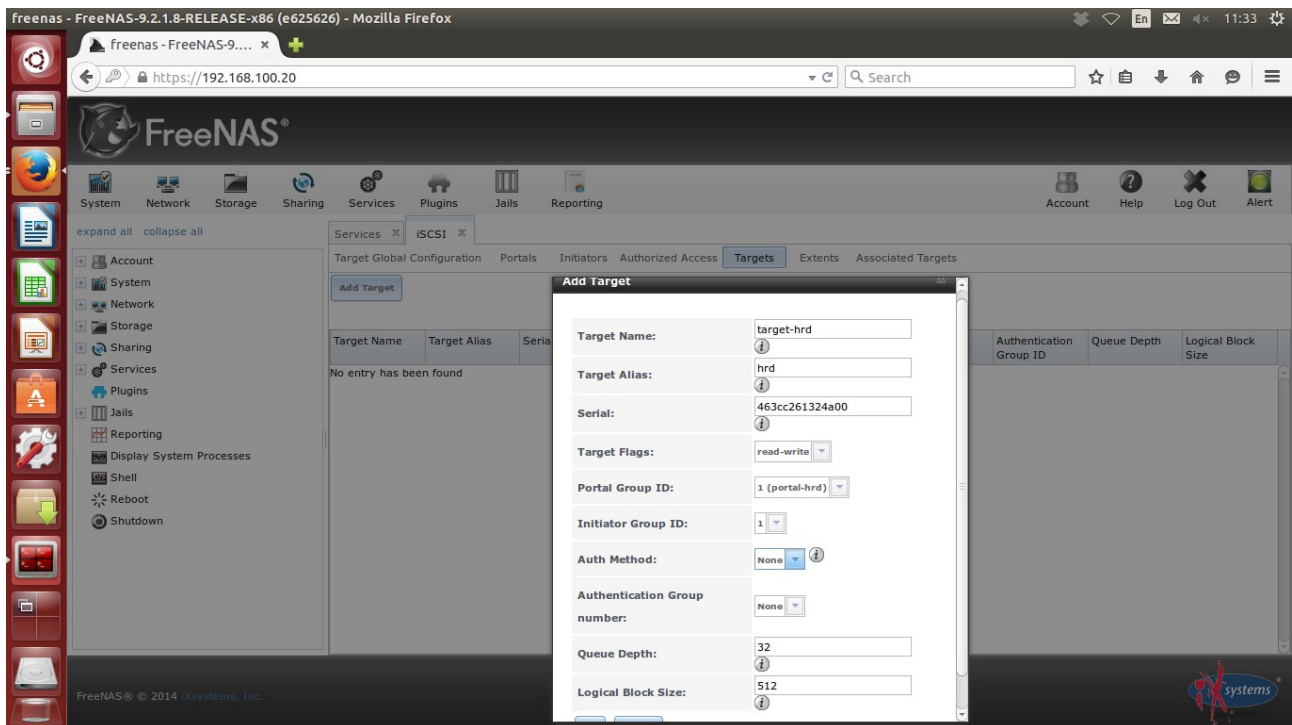 freenas - FreeNAS-9.2.1.8-RELEASE-x86 (e625626) - Mozilla Firefox
En
11:33
freenas - FreeNAS-9.... ×
https://192.168.100.20
Search
FreeNAS®
System Network Storage Sharing Services Plugins Jails Reporting Account Help Log Out Alert
expand all collapse all
Services X iSCSI X
Target Global Configuration Portals Initiators Authorized Access Targets Extents Associated Targets
Add Target
Target Name Target Alias Seria Authentication Group ID Queue Depth Logical Block Size
No entry has been found
Account
System
Network
Storage
Sharing
Services
Plugins
Jails
Reporting
Display System Processes
Shell
Reboot
Shutdown
Add Target
Target Name: target-hrd
Target Alias: hrd
Serial: 463cc261324a00
Target Flags: read-write
Portal Group ID: 1 (portal-hrd)
Initiator Group ID: 1
Auth Method: None
Authentication Group
number: None
Queue Depth: 32
Logical Block Size: 512
FreeNAS® © 2014 iXsystems, Inc.
iXsystems